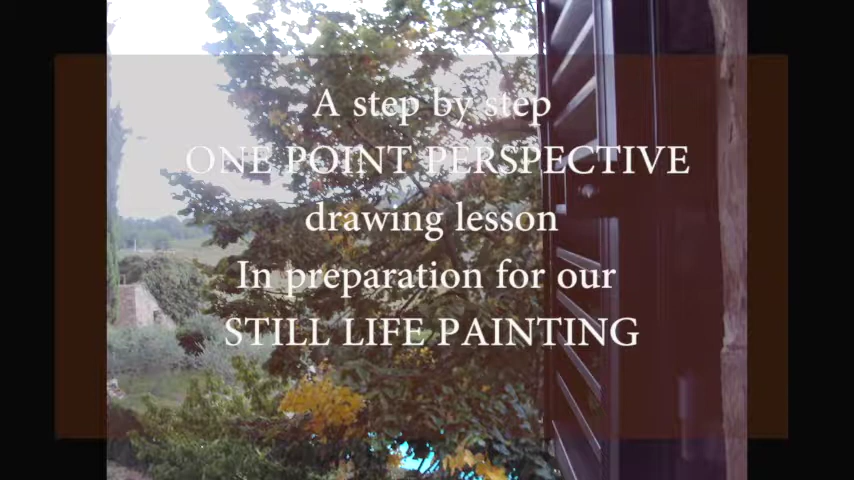 A step by step
ONE POINT PERSPECTIVE
drawing lesson
In preparation for our
STILL LIFE PAINTING